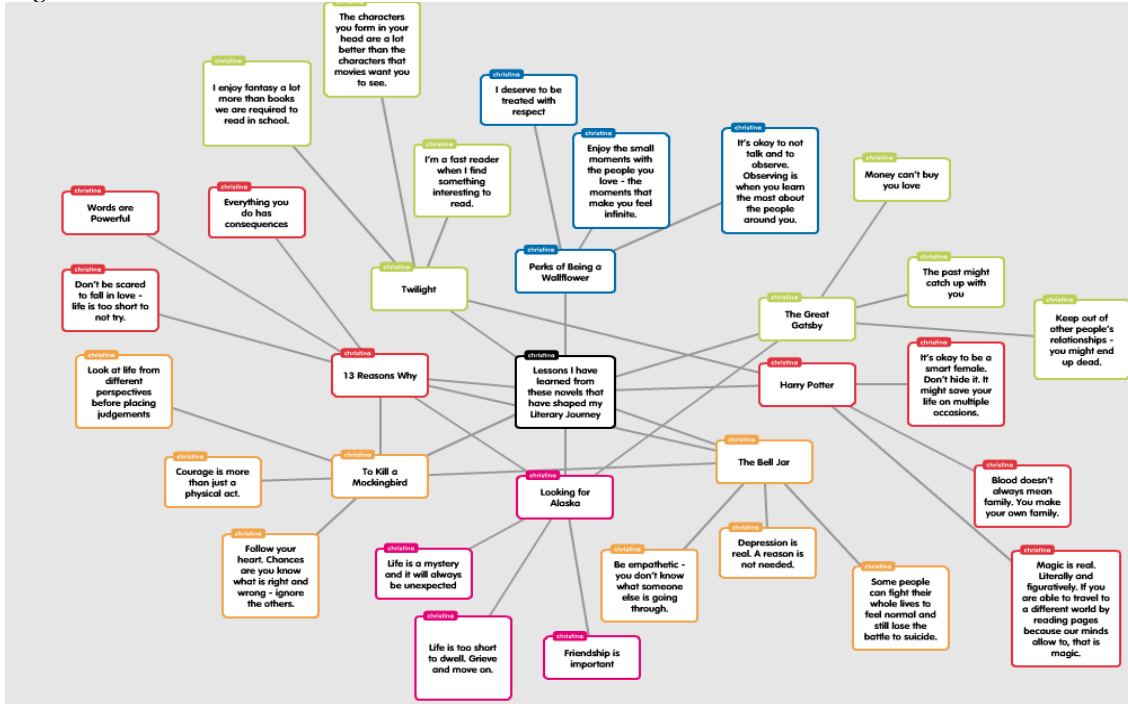 christina
The characters
you form in your
head are a lot
better than the
characters that
movies want you
to see.
christina
I enjoy fantasy a lot
more than books
we are required to
read in school.
christina
I deserve to be
treated with
respect
christina
I'm a fast reader
when I find
something
interesting to
read.
christina
Enjoy the small
moments with
the people you
love - the
moments that
make you feel
infinite.
christina
It's okay to not
talk and to
observe.
Observing is
when you learn
the most about
the people
around you.
christina
Money can't buy
you love
christina
Words are
Powerful
christina
Everything you
do has
consequences
christina
Don't be scared
to fall in love -
life is too short to
not try.
christina
Twilight
christina
Perks of Being a
Wallflower
christina
The Great
Gatsby
christina
The past might
catch up with
you
christina
Keep out of
other people's
relationships -
you might end
up dead.
christina
Look at life from
different
perspectives
before placing
judgements
christina
13 Reasons Why
christina
Lessons I have
learned from
these novels that
have shaped my
Literary Journey
christina
Harry Potter
christina
It's okay to be a
smart female.
Don't hide it. It
might save your
life on multiple
occasions.
christina
Courage is more
than just a
physical act.
christina
To Kill a
Mockingbird
christina
Looking for
Alaska
christina
The Bell Jar
christina
Blood doesn't
always mean
family. You make
your own family.
christina
Follow your
heart. Chances
are you know
what is right and
wrong - ignore
the others.
christina
Life is a mystery
and it will always
be unexpected
christina
Be empathetic -
you don't know
what someone
else is going
through.
christina
Depression is
real. A reason is
not needed.
christina
Some people
can fight their
whole lives to
feel normal and
still lose the
battle to suicide.
christina
Magic is real.
Literally and
figuratively. If you
are able to travel to
a different world by
reading pages
because our minds
allow to, that is
magic.
christina
Life is too short
to dwell. Grieve
and move on.
christina
Friendship is
important